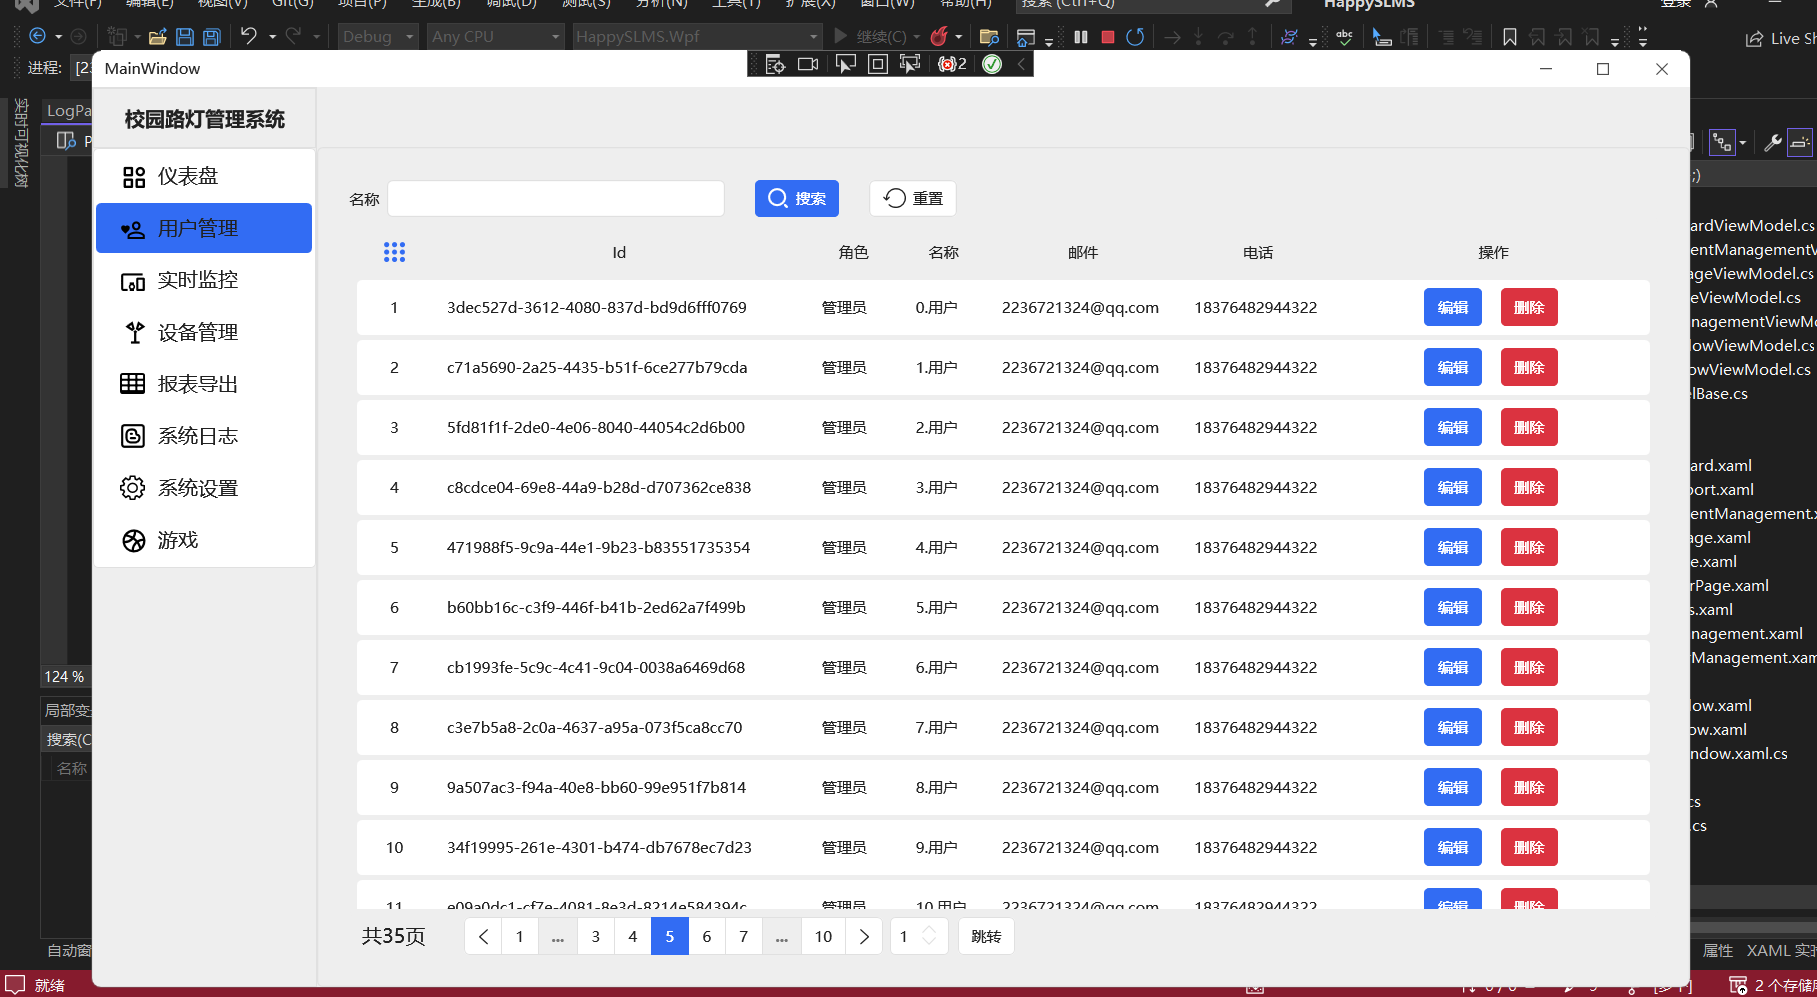 文件(F) 编辑(E) 视图(V) Git(G) 项目(P) 生成(B) 调试(D) 测试(S) 分析(N) 工具(T) 扩展(X) 窗口(W) 帮助(H) 搜索 (Ctrl+Q) HappySLMS 登录
Debug Any CPU HappySLMS.Wpf 继续(C) abc Live Sh
进程: [23
MainWindow
2
实时可视化树
LogPa
校园路灯管理系统
仪表盘
用户管理
实时监控
设备管理
报表导出
系统日志
系统设置
游戏
名称 搜索 重置
Id 角色 名称 邮件 电话 操作
1 3dec527d-3612-4080-837d-bd9d6fff0769 管理员 0.用户 2236721324@qq.com 18376482944322 编辑 删除
2 c71a5690-2a25-4435-b51f-6ce277b79cda 管理员 1.用户 2236721324@qq.com 18376482944322 编辑 删除
3 5fd81f1f-2de0-4e06-8040-44054c2d6b00 管理员 2.用户 2236721324@qq.com 18376482944322 编辑 删除
4 c8cdce04-69e8-44a9-b28d-d707362ce838 管理员 3.用户 2236721324@qq.com 18376482944322 编辑 删除
5 471988f5-9c9a-44e1-9b23-b83551735354 管理员 4.用户 2236721324@qq.com 18376482944322 编辑 删除
6 b60bb16c-c3f9-446f-b41b-2ed62a7f499b 管理员 5.用户 2236721324@qq.com 18376482944322 编辑 删除
7 cb1993fe-5c9c-4c41-9c04-0038a6469d68 管理员 6.用户 2236721324@qq.com 18376482944322 编辑 删除
8 c3e7b5a8-2c0a-4637-a95a-073f5ca8cc70 管理员 7.用户 2236721324@qq.com 18376482944322 编辑 删除
9 9a507ac3-f94a-40e8-bb60-99e951f7b814 管理员 8.用户 2236721324@qq.com 18376482944322 编辑 删除
10 34f19995-261e-4301-b474-db7678ec7d23 管理员 9.用户 2236721324@qq.com 18376482944322 编辑 删除
11 e09a0dc1-cf7e-4081-8e3d-8214e584394c 管理员 10.用户 2236721324@qq.com 18376482944322 编辑 删除
共35页 1 ... 3 4 5 6 7 ... 10 1 跳转
;)
ardViewModel.cs
entManagementV
ageViewModel.cs
eViewModel.cs
nagementViewMo
lowViewModel.cs
owViewModel.cs
elBase.cs
ard.xaml
port.xaml
entManagement.x
age.xaml
e.xaml
rPage.xaml
s.xaml
nagement.xaml
rManagement.xam
low.xaml
ow.xaml
ndow.xaml.cs
cs
.cs
124 %
局部变
搜索(C
名称
自动窗
属性 XAML 实时
就绪
2 个存储